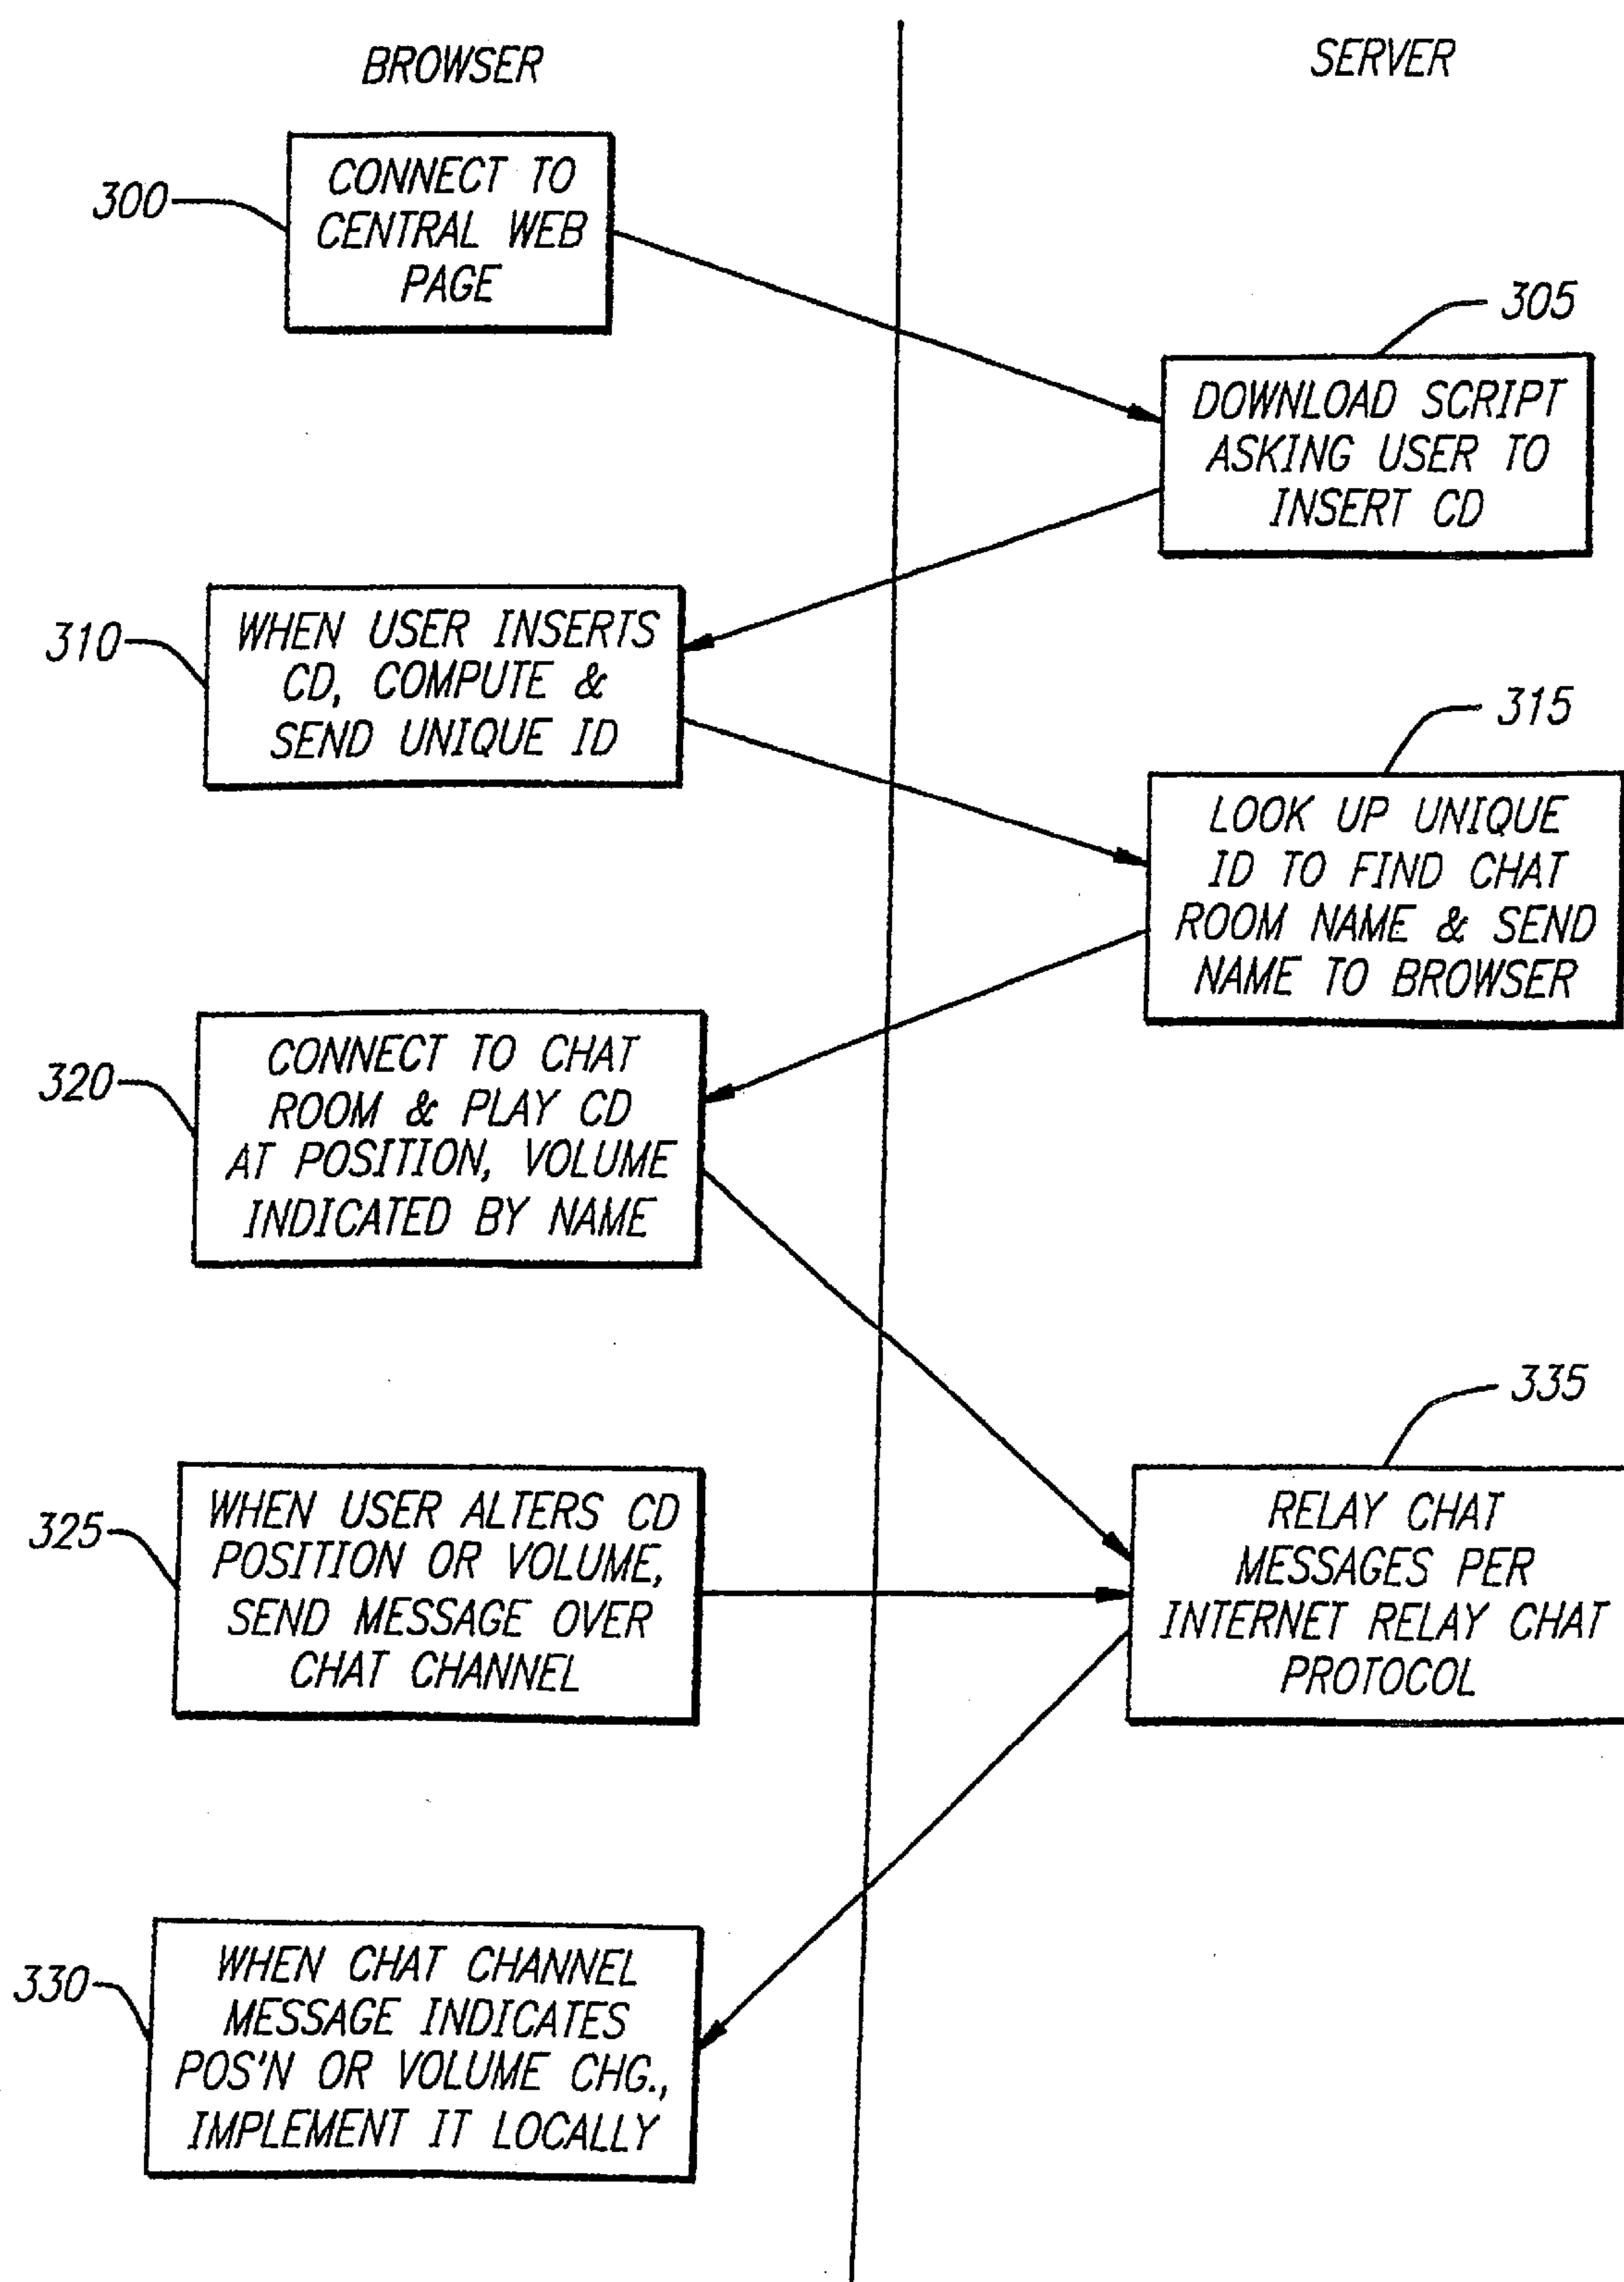 BROWSER
SERVER
300
CONNECT TO
CENTRAL WEB
PAGE
305
DOWNLOAD SCRIPT
ASKING USER TO
INSERT CD
310
WHEN USER INSERTS
CD, COMPUTE &
SEND UNIQUE ID
315
LOOK UP UNIQUE
ID TO FIND CHAT
ROOM NAME & SEND
NAME TO BROWSER
320
CONNECT TO CHAT
ROOM & PLAY CD
AT POSITION, VOLUME
INDICATED BY NAME
325
WHEN USER ALTERS CD
POSITION OR VOLUME,
SEND MESSAGE OVER
CHAT CHANNEL
335
RELAY CHAT
MESSAGES PER
INTERNET RELAY CHAT
PROTOCOL
330
WHEN CHAT CHANNEL
MESSAGE INDICATES
POS'N OR VOLUME CHG.,
IMPLEMENT IT LOCALLY